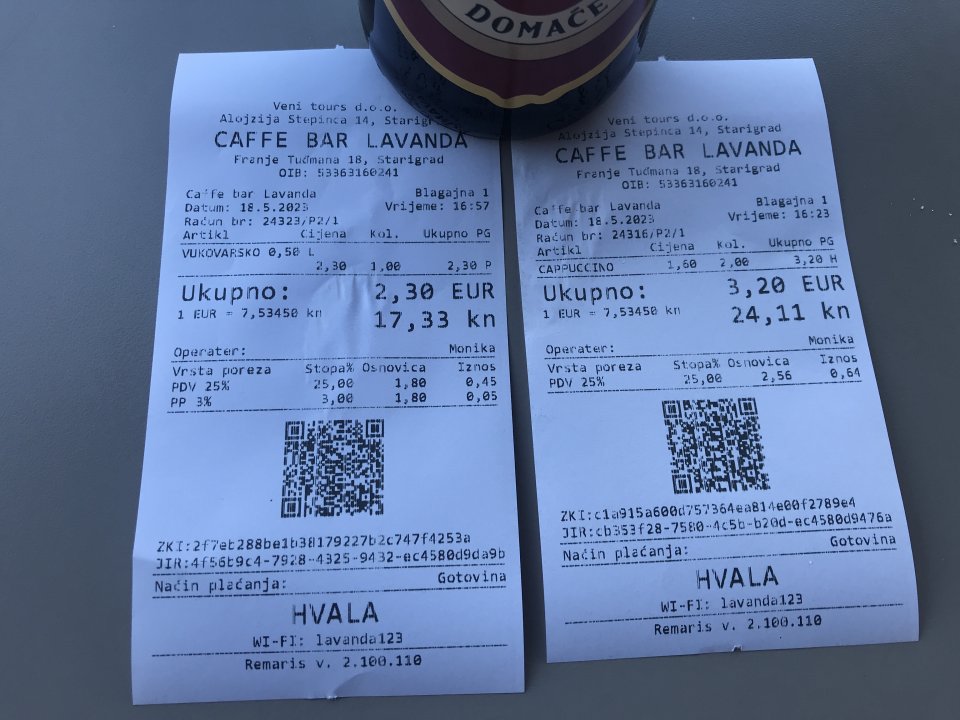 DOMAČE
Veni tours d.o.o.
Alojzija Stepinca 14, Starigrad
CAFFE BAR LAVANDA
Franje Tuđmana 18, Starigrad
OIB: 53363160241
Caffe bar Lavanda Blagajna 1
Datum: 18.5.2023 Vrijeme: 16:57
Račun br: 24323/P2/1
Artikl Cijena Kol. Ukupno PG
VUKOVARSKO 0,50 L
2,30 1,00 2,30 P
Ukupno: 2,30 EUR
1 EUR = 7,53450 kn 17,33 kn
Operater: Monika
Vrsta poreza Stopa% Osnovica Iznos
PDV 25% 25,00 1,80 0,45
PP 3% 3,00 1,80 0,05
ZKI:2f7eb288be1b38179227b2c747f4253a
JIR:4f56b9c4-7928-4325-9432-ec4580d9da9b
Način plaćanja: Gotovina
HVALA
WI-FI: lavanda123
Remaris v. 2.100.110
Veni tours d.o.o.
Alojzija Stepinca 14, Starigrad
CAFFE BAR LAVANDA
Franje Tuđmana 18, Starigrad
OIB: 53363160241
Caffe bar Lavanda Blagajna 1
Datum: 18.5.2023 Vrijeme: 16:23
Račun br: 24316/P2/1
Artikl Cijena Kol. Ukupno PG
CAPPUCCINO 1,60 2,00 3,20 H
Ukupno: 3,20 EUR
1 EUR = 7,53450 kn 24,11 kn
Operater: Monika
Vrsta poreza Stopa% Osnovica Iznos
PDV 25% 25,00 2,56 0,64
ZKI:c1a915a600d757364ea814e00f2789e4
JIR:cb353f28-7580-4c5b-b20d-ec4580d9476a
Način plaćanja: Gotovina
HVALA
WI-FI: lavanda123
Remaris v. 2.100.110